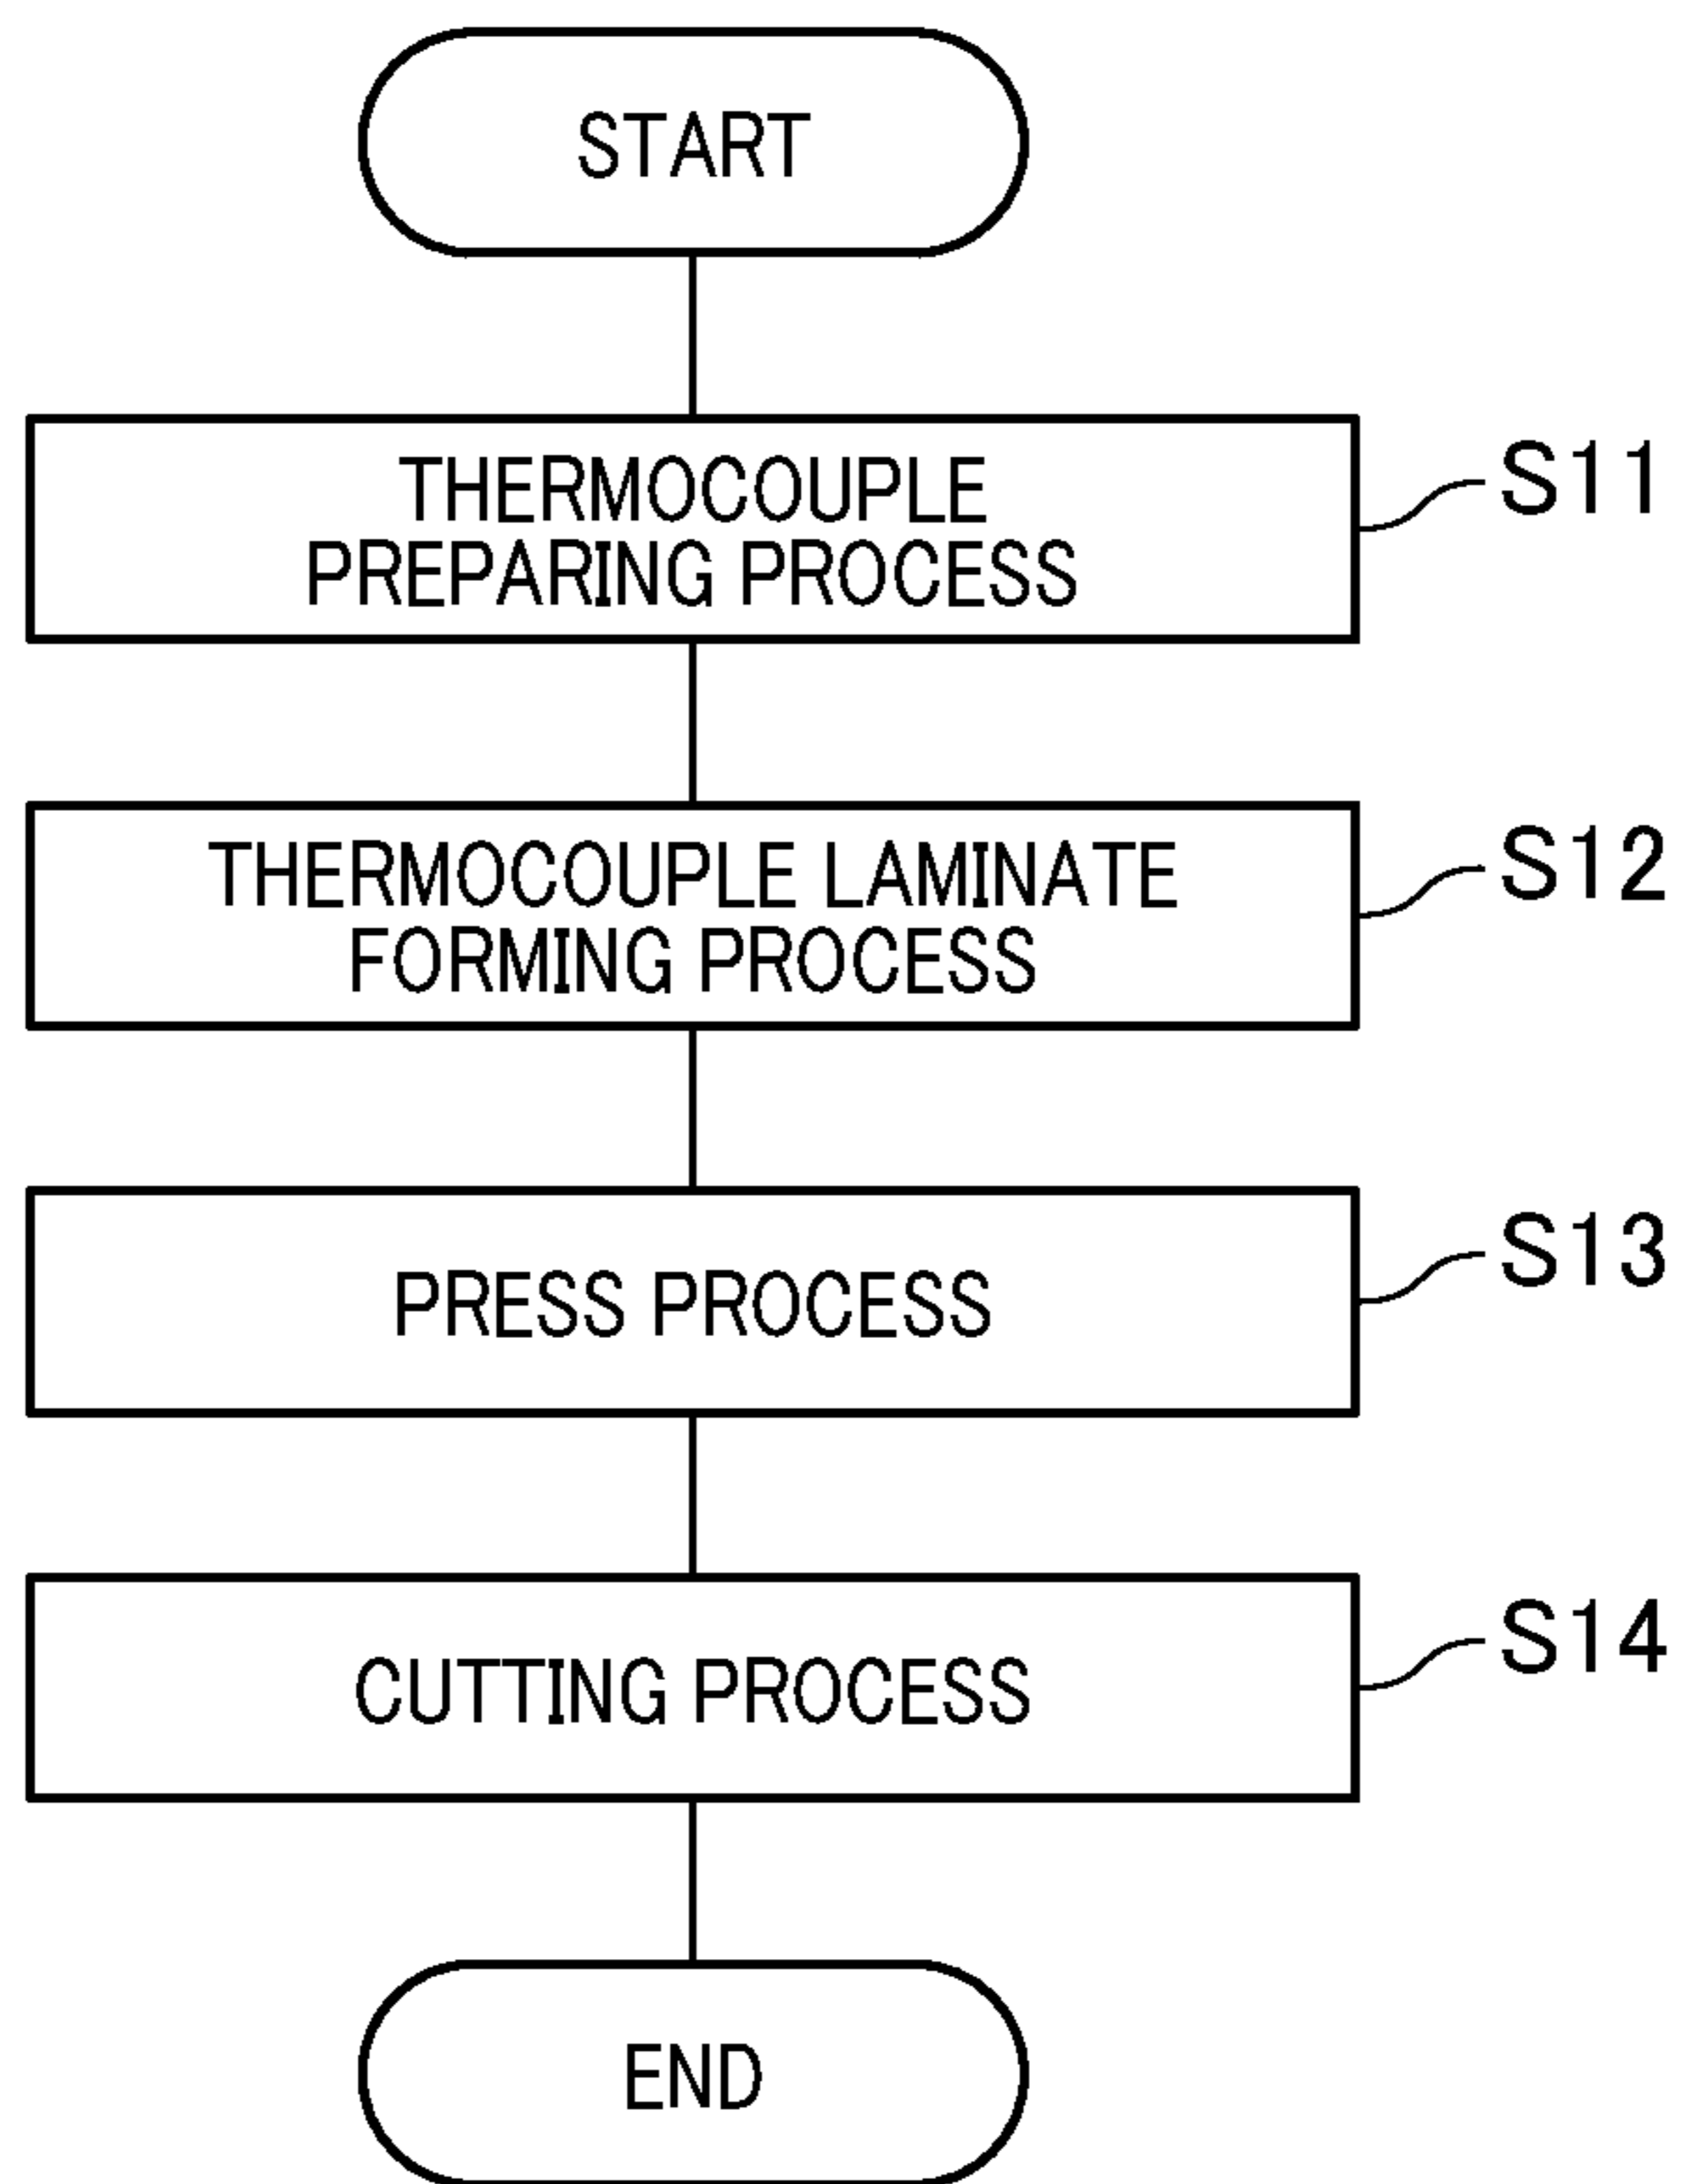 START
THERMOCOUPLE
PREPARING PROCESS
S11
THERMOCOUPLE LAMINATE
FORMING PROCESS
S12
PRESS PROCESS
S13
CUTTING PROCESS
S14
END